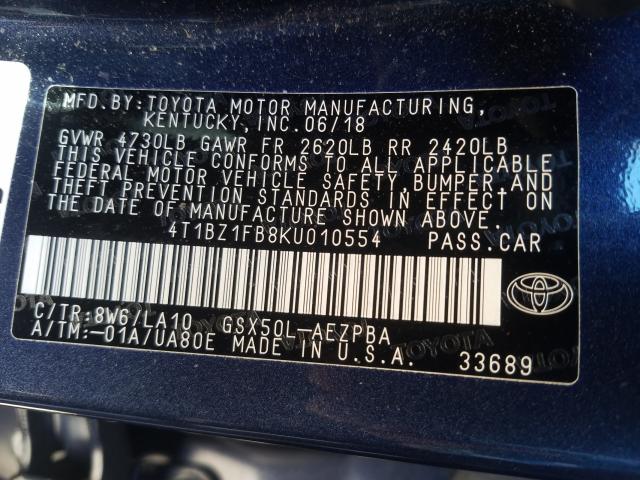 MFD.BY:TOYOTA MOTOR MANUFACTURING,
KENTUCKY,INC.06/18
GVWR 4730LB GAWR FR 2620LB RR 2420LB
THIS VEHICLE CONFORMS TO ALL APPLICABLE
FEDERAL MOTOR VEHICLE SAFETY,BUMPER,AND
THEFT PREVENTION STANDARDS IN EFFECT ON
THE DATE OF MANUFACTURE SHOWN ABOVE.
4T1BZ1FB8KU010554 PASS.CAR
C/TR:8W6/LA10 GSX50L-AEZPBA
A/TM:-01A/UA80E MADE IN U.S.A. 33689